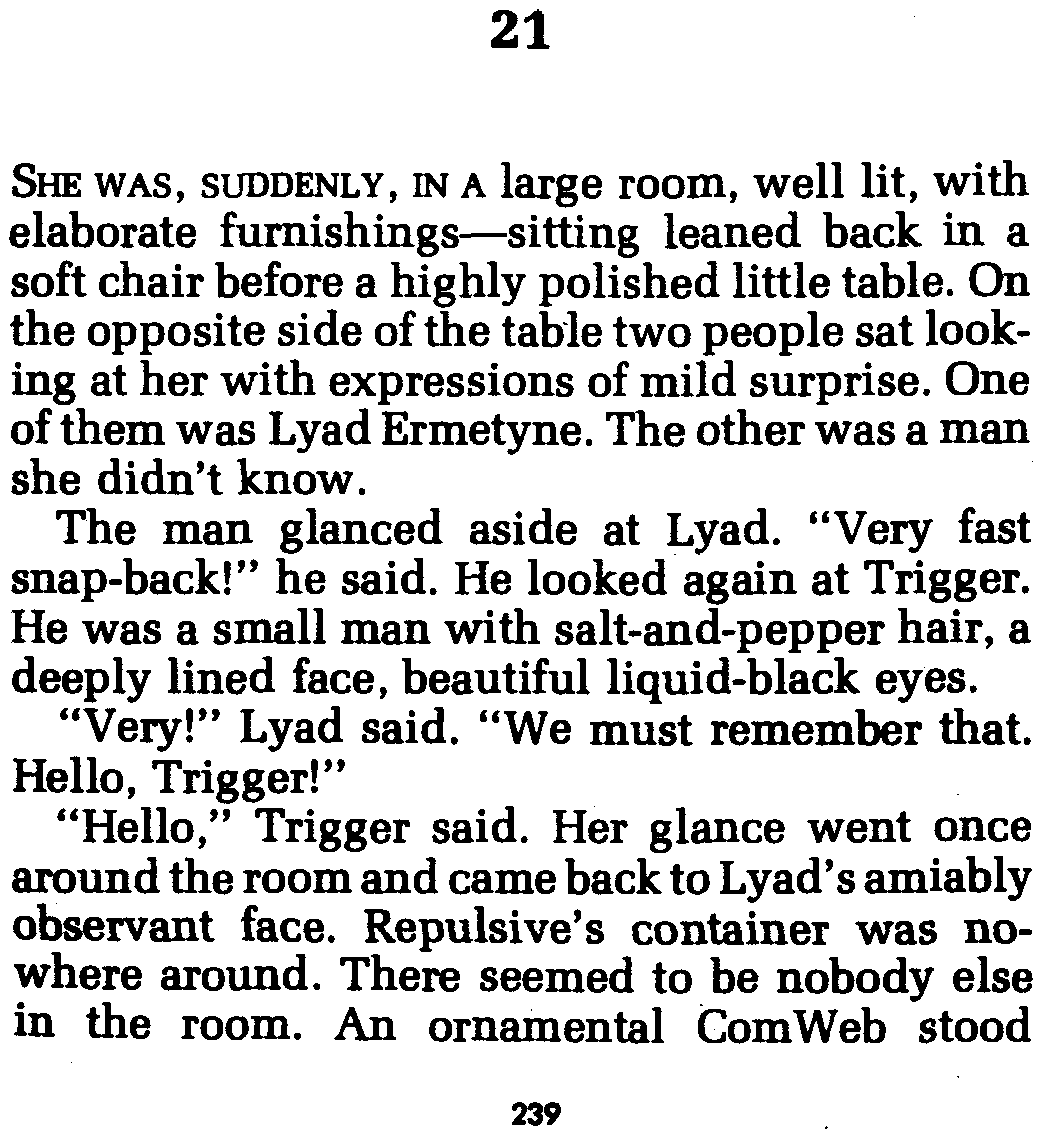 21
SHE WAS, SUDDENLY, IN A large room, well lit, with
elaborate furnishings—sitting leaned back in a
soft chair before a highly polished little table. On
the opposite side of the table two people sat look-
ing at her with expressions of mild surprise. One
of them was Lyad Ermetyne. The other was a man
she didn't know.
The man glanced aside at Lyad. “Very fast
snap-back!” he said. He looked again at Trigger.
He was a small man with salt-and-pepper hair, a
deeply lined face, beautiful liquid-black eyes.
“Very!” Lyad said. “We must remember that.
Hello, Trigger!”
“Hello,” Trigger said. Her glance went once
around the room and came back to Lyad's amiably
observant face. Repulsive's container was no-
where around. There seemed to be nobody else
in the room. An ornamental ComWeb stood
239